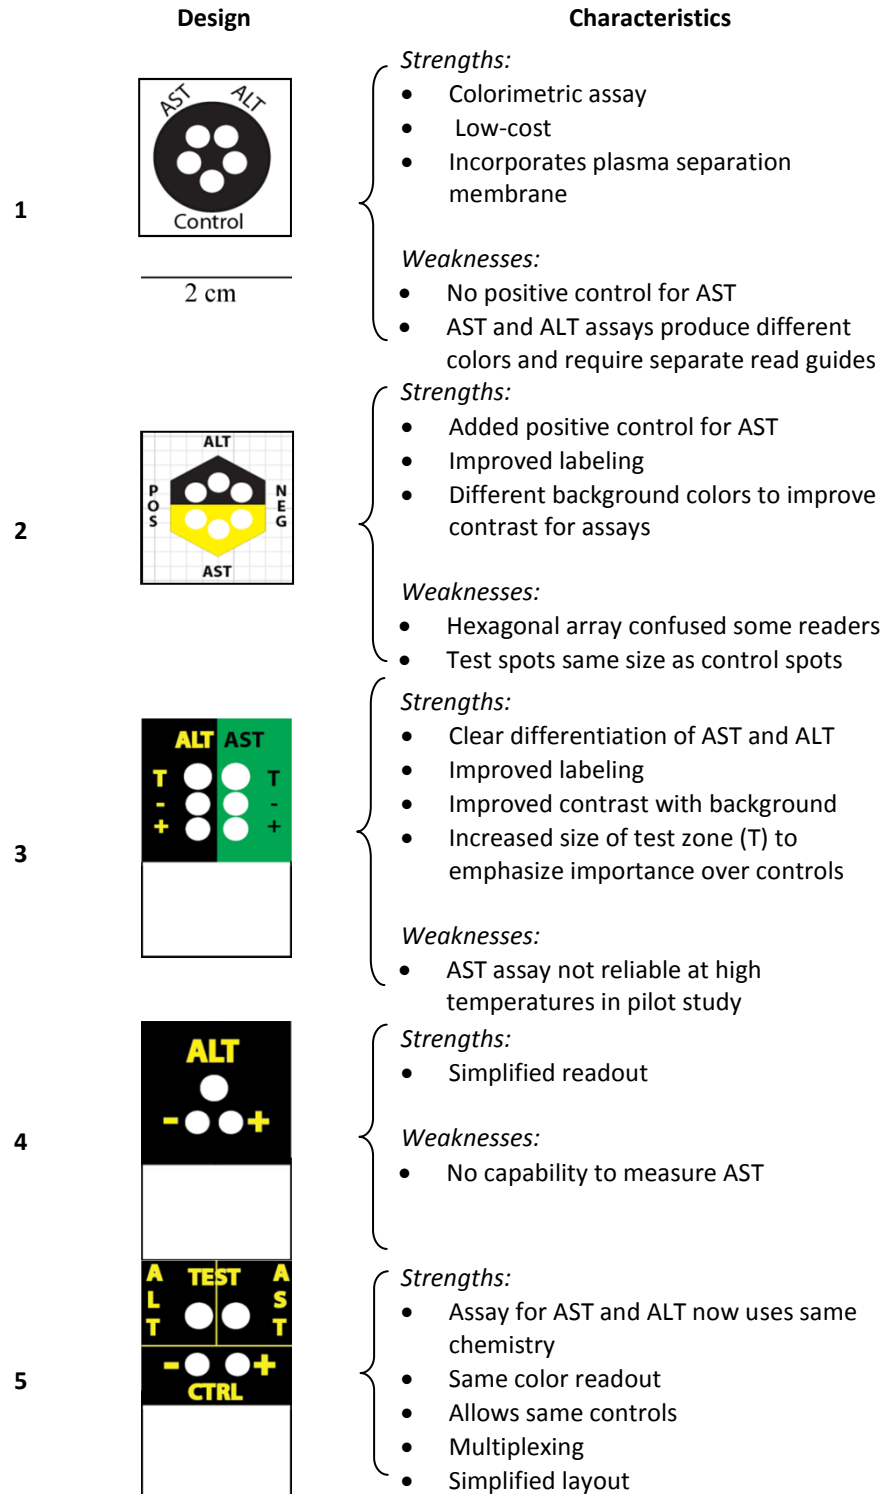 Design Characteristics
1
AST ALT
Control
2 cm
Strengths:
• Colorimetric assay
• Low-cost
• Incorporates plasma separation
membrane
Weaknesses:
• No positive control for AST
• AST and ALT assays produce different
colors and require separate read guides
2
ALT
POS
NEG
AST
Strengths:
• Added positive control for AST
• Improved labeling
• Different background colors to improve
contrast for assays
Weaknesses:
• Hexagonal array confused some readers
• Test spots same size as control spots
3
ALT AST
T T
- -
+ +
Strengths:
• Clear differentiation of AST and ALT
• Improved labeling
• Improved contrast with background
• Increased size of test zone (T) to
emphasize importance over controls
Weaknesses:
• AST assay not reliable at high
temperatures in pilot study
4
ALT
- +
Strengths:
• Simplified readout
Weaknesses:
• No capability to measure AST
5
ALT
TEST
AST
- +
CTRL
Strengths:
• Assay for AST and ALT now uses same
chemistry
• Same color readout
• Allows same controls
• Multiplexing
• Simplified layout